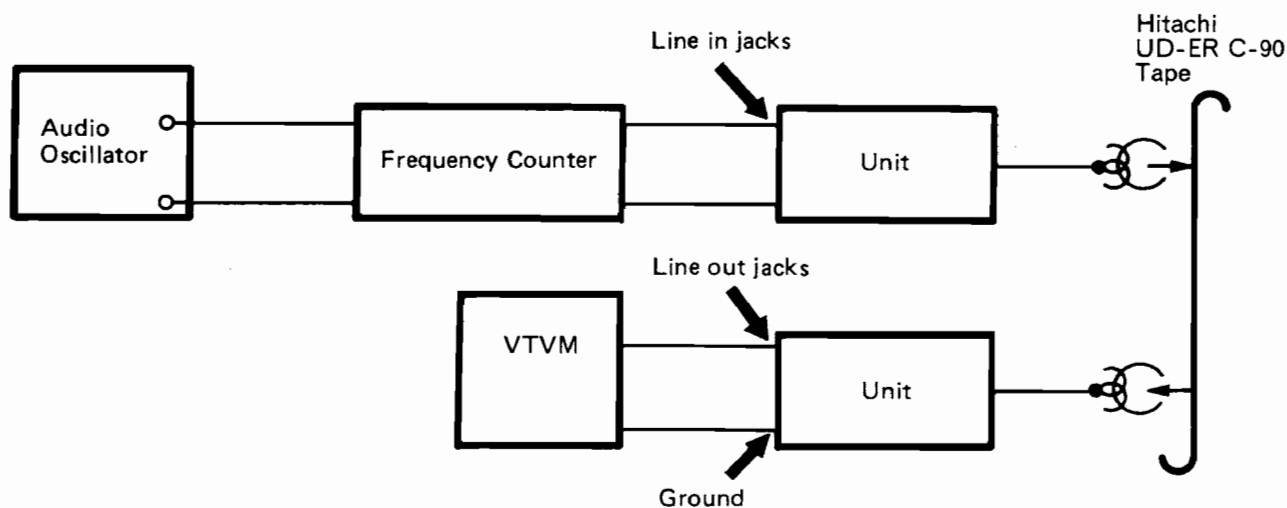 Hitachi
UD-ER C-90
Tape
Line in jacks
Audio
Oscillator
Frequency Counter
Unit
Line out jacks
VTVM
Unit
Ground